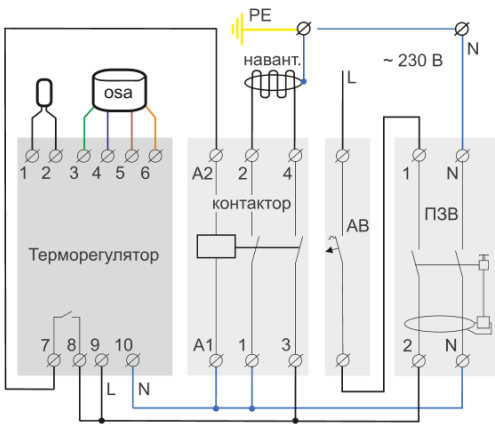 PE
N
навант.
~ 230 В
osa
L
1 2 3 4 5 6
A2 2 4
1 N
контактор
АВ
ПЗВ
Терморегулятор
7 8 9 10
A1 1 3
2 N
L N